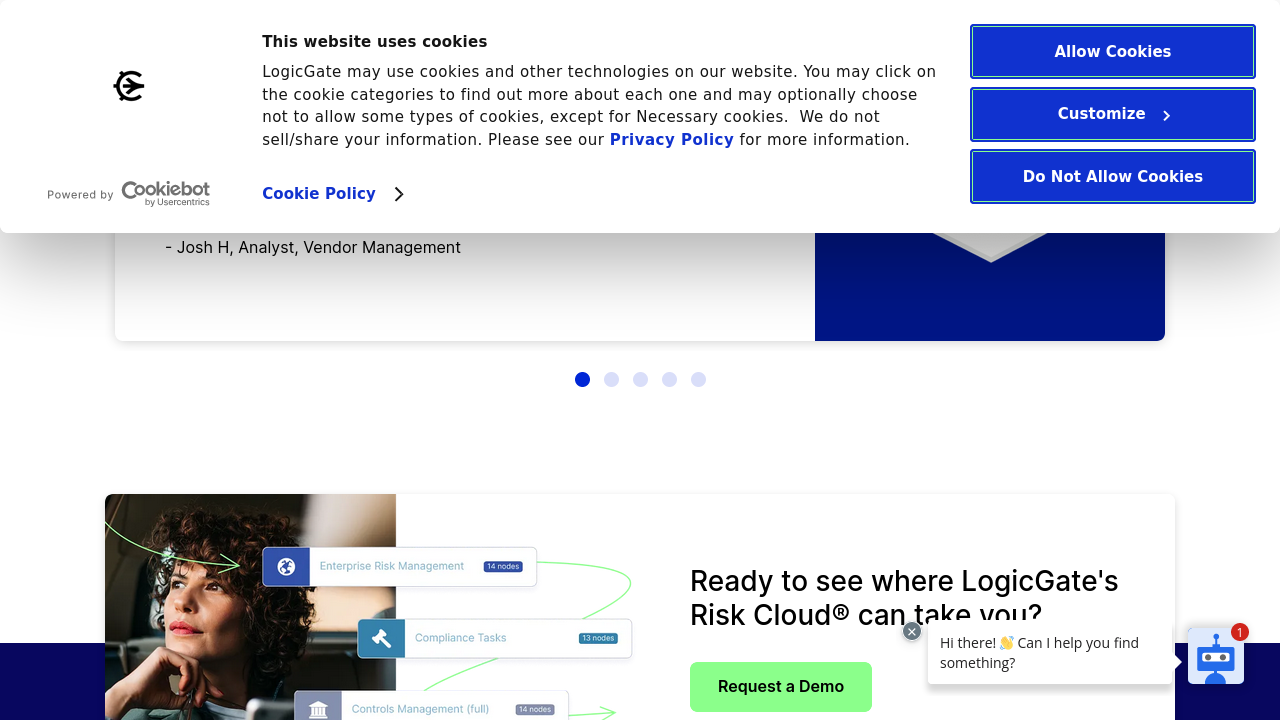 This website uses cookies
LogicGate may use cookies and other technologies on our website. You may click on
the cookie categories to find out more about each one and may optionally choose
not to allow some types of cookies, except for Necessary cookies.  We do not
sell/share your information. Please see our Privacy Policy for more information.
Cookie Policy
Powered by Cookiebot
by Usercentrics
Allow Cookies
Customize
Do Not Allow Cookies
- Josh H, Analyst, Vendor Management
Enterprise Risk Management 14 nodes
Compliance Tasks 13 nodes
Controls Management (full) 14 nodes
Ready to see where LogicGate's
Risk Cloud® can take you?
Request a Demo
Hi there! 👋 Can I help you find
something?
1